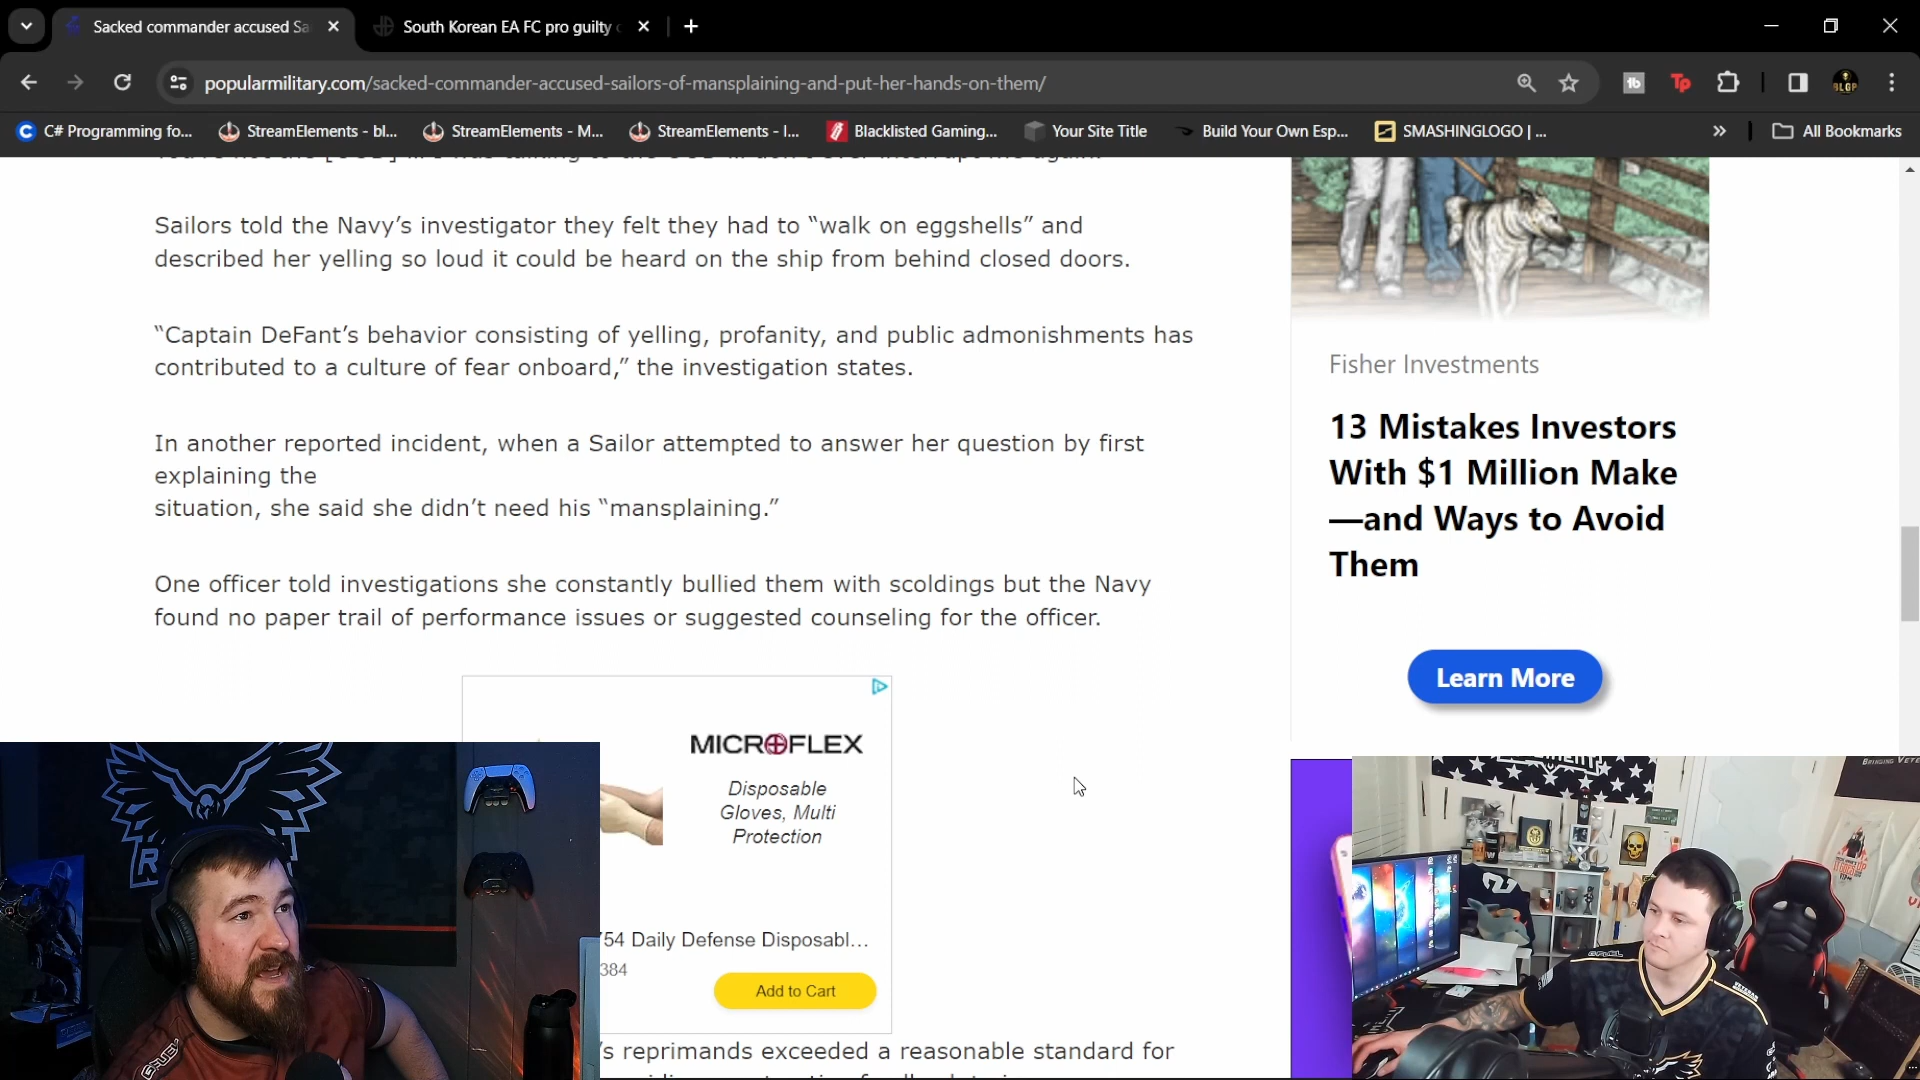 Sacked commander accused Sa
South Korean EA FC pro guilty
popularmilitary.com/sacked-commander-accused-sailors-of-mansplaining-and-put-her-hands-on-them/
C# Programming fo...
StreamElements - bl...
StreamElements - M...
StreamElements - I...
Blacklisted Gaming...
Your Site Title
Build Your Own Esp...
SMASHINGLOGO | ...
All Bookmarks
Sailors told the Navy’s investigator they felt they had to “walk on eggshells” and
described her yelling so loud it could be heard on the ship from behind closed doors.
“Captain DeFant’s behavior consisting of yelling, profanity, and public admonishments has
contributed to a culture of fear onboard,” the investigation states.
In another reported incident, when a Sailor attempted to answer her question by first
explaining the
situation, she said she didn’t need his “mansplaining.”
One officer told investigations she constantly bullied them with scoldings but the Navy
found no paper trail of performance issues or suggested counseling for the officer.
Fisher Investments
13 Mistakes Investors
With $1 Million Make
—and Ways to Avoid
Them
Learn More
MICROFLEX
Disposable
Gloves, Multi
Protection
54 Daily Defense Disposabl...
384
Add to Cart
’s reprimands exceeded a reasonable standard for